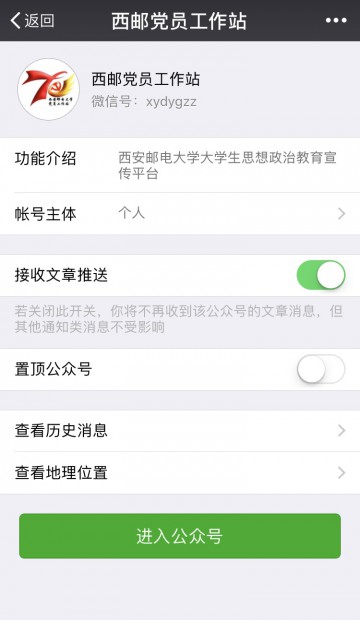 返回
西邮党员工作站
西邮党员工作站
微信号：xydygzz
功能介绍
西安邮电大学大学生思想政治教育宣
传平台
帐号主体
个人
接收文章推送
若关闭此开关，你将不再收到该公众号的文章消息，但
其他通知类消息不受影响
置顶公众号
查看历史消息
查看地理位置
进入公众号